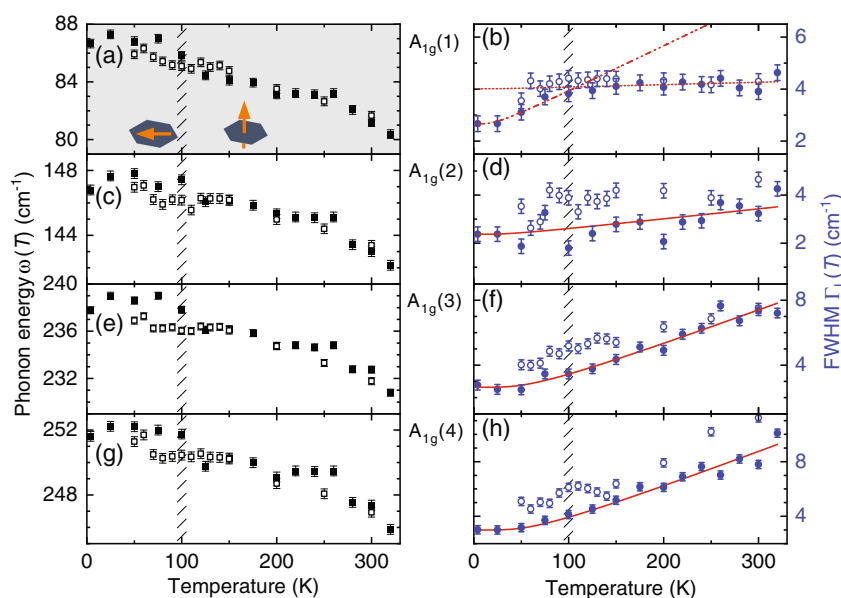 88
84
80
(a)
A1g(1)
(b)
6
4
2
148
144
240
(c)
A1g(2)
(d)
4
2
236
232
(e)
A1g(3)
(f)
8
4
252
248
(g)
A1g(4)
(h)
8
4
0 100 200 300
0 100 200 300
Temperature (K)
Temperature (K)
Phonon energy ω(T) (cm⁻¹)
FWHM ΓL(T) (cm⁻¹)